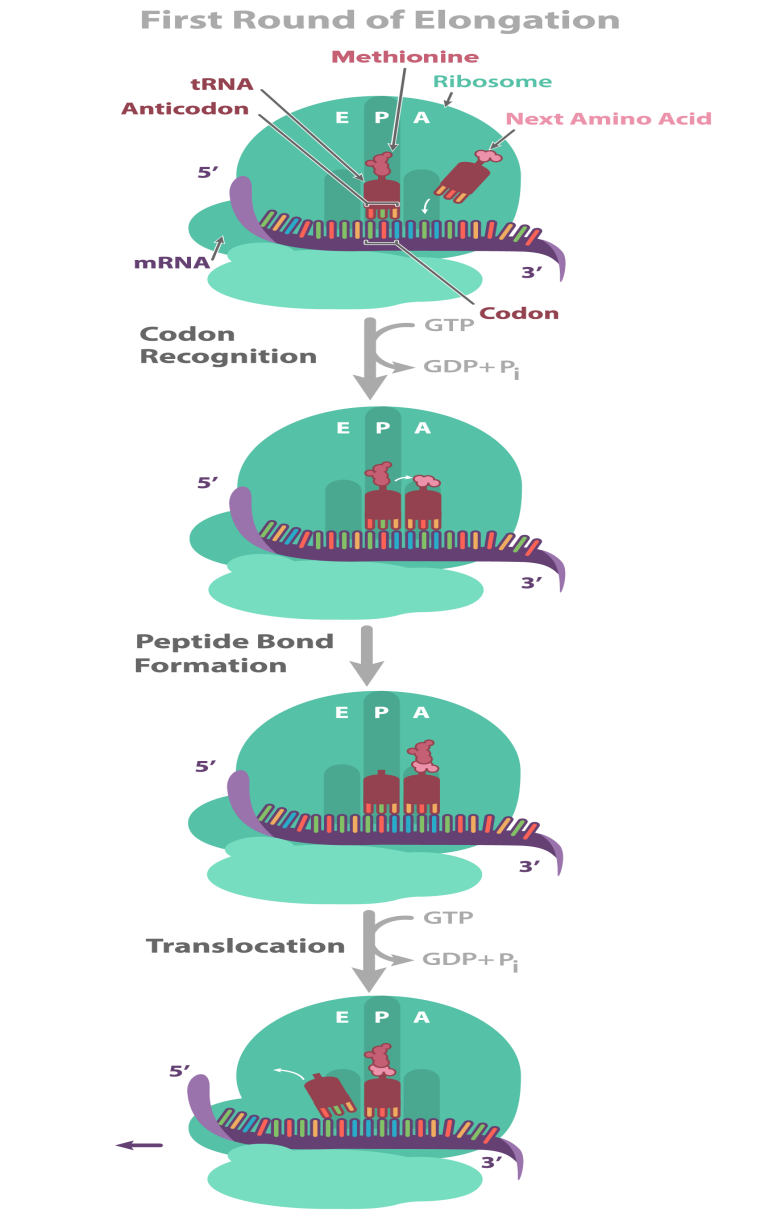 First Round of Elongation
Methionine
tRNA
Ribosome
Anticodon
Next Amino Acid
E P A
5’
mRNA
3’
Codon
GTP
Codon
Recognition
GDP+Pi
E P A
5’
3’
Peptide Bond
Formation
E P A
5’
3’
GTP
Translocation
GDP+Pi
E P A
5’
3’